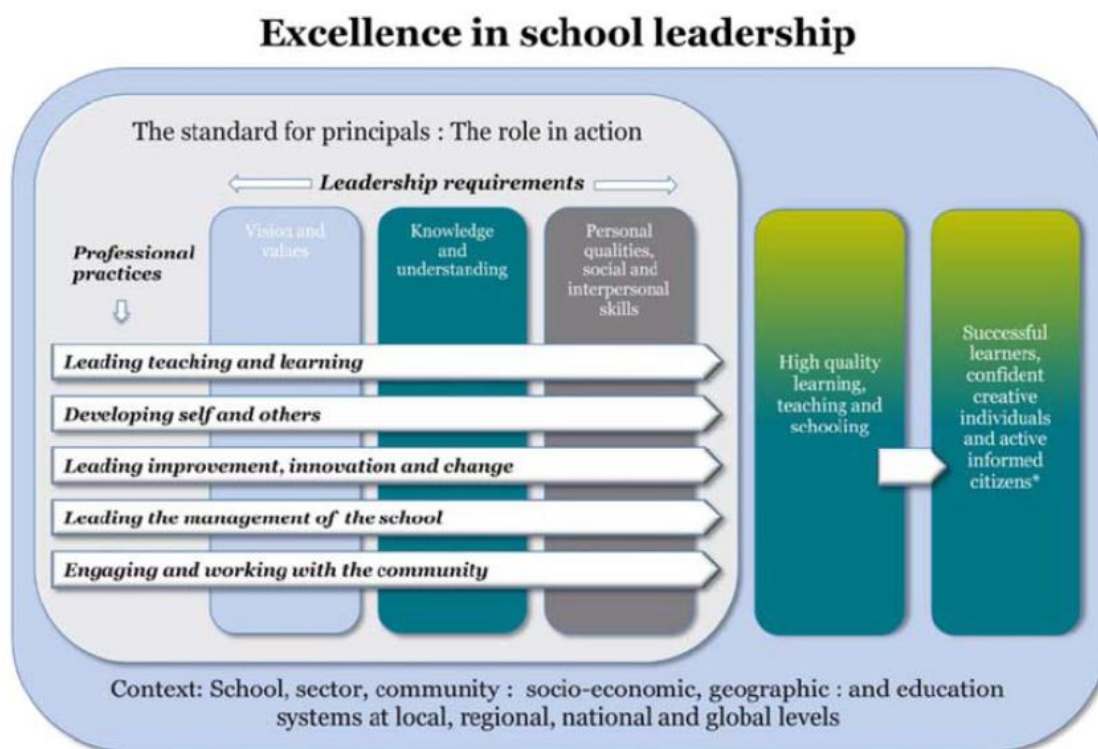 Excellence in school leadership
The standard for principals : The role in action
Leadership requirements
Professional
practices
Vision and
values
Knowledge
and
understanding
Personal
qualities,
social and
interpersonal
skills
Leading teaching and learning
Developing self and others
Leading improvement, innovation and change
Leading the management of the school
Engaging and working with the community
High quality
learning,
teaching and
schooling
Successful
learners,
confident
creative
individuals
and active
informed
citizens*
Context: School, sector, community : socio-economic, geographic : and education
systems at local, regional, national and global levels